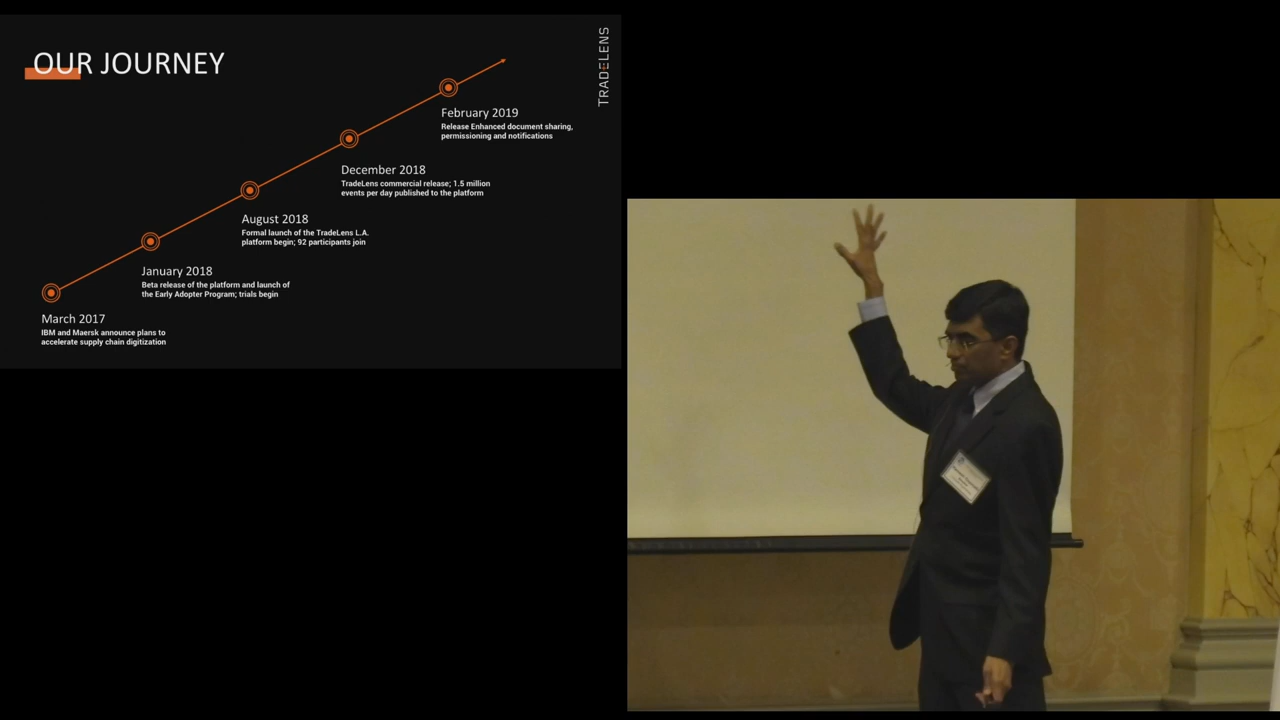 OUR JOURNEY
TRADELENS
February 2019
Release Enhanced document sharing,
permissioning and notifications
December 2018
TradeLens commercial release; 1.5 million
events per day published to the platform
August 2018
Formal launch of the TradeLens L.A.
platform begin; 92 participants join
January 2018
Beta release of the platform and launch of
the Early Adopter Program; trials begin
March 2017
IBM and Maersk announce plans to
accelerate supply chain digitization